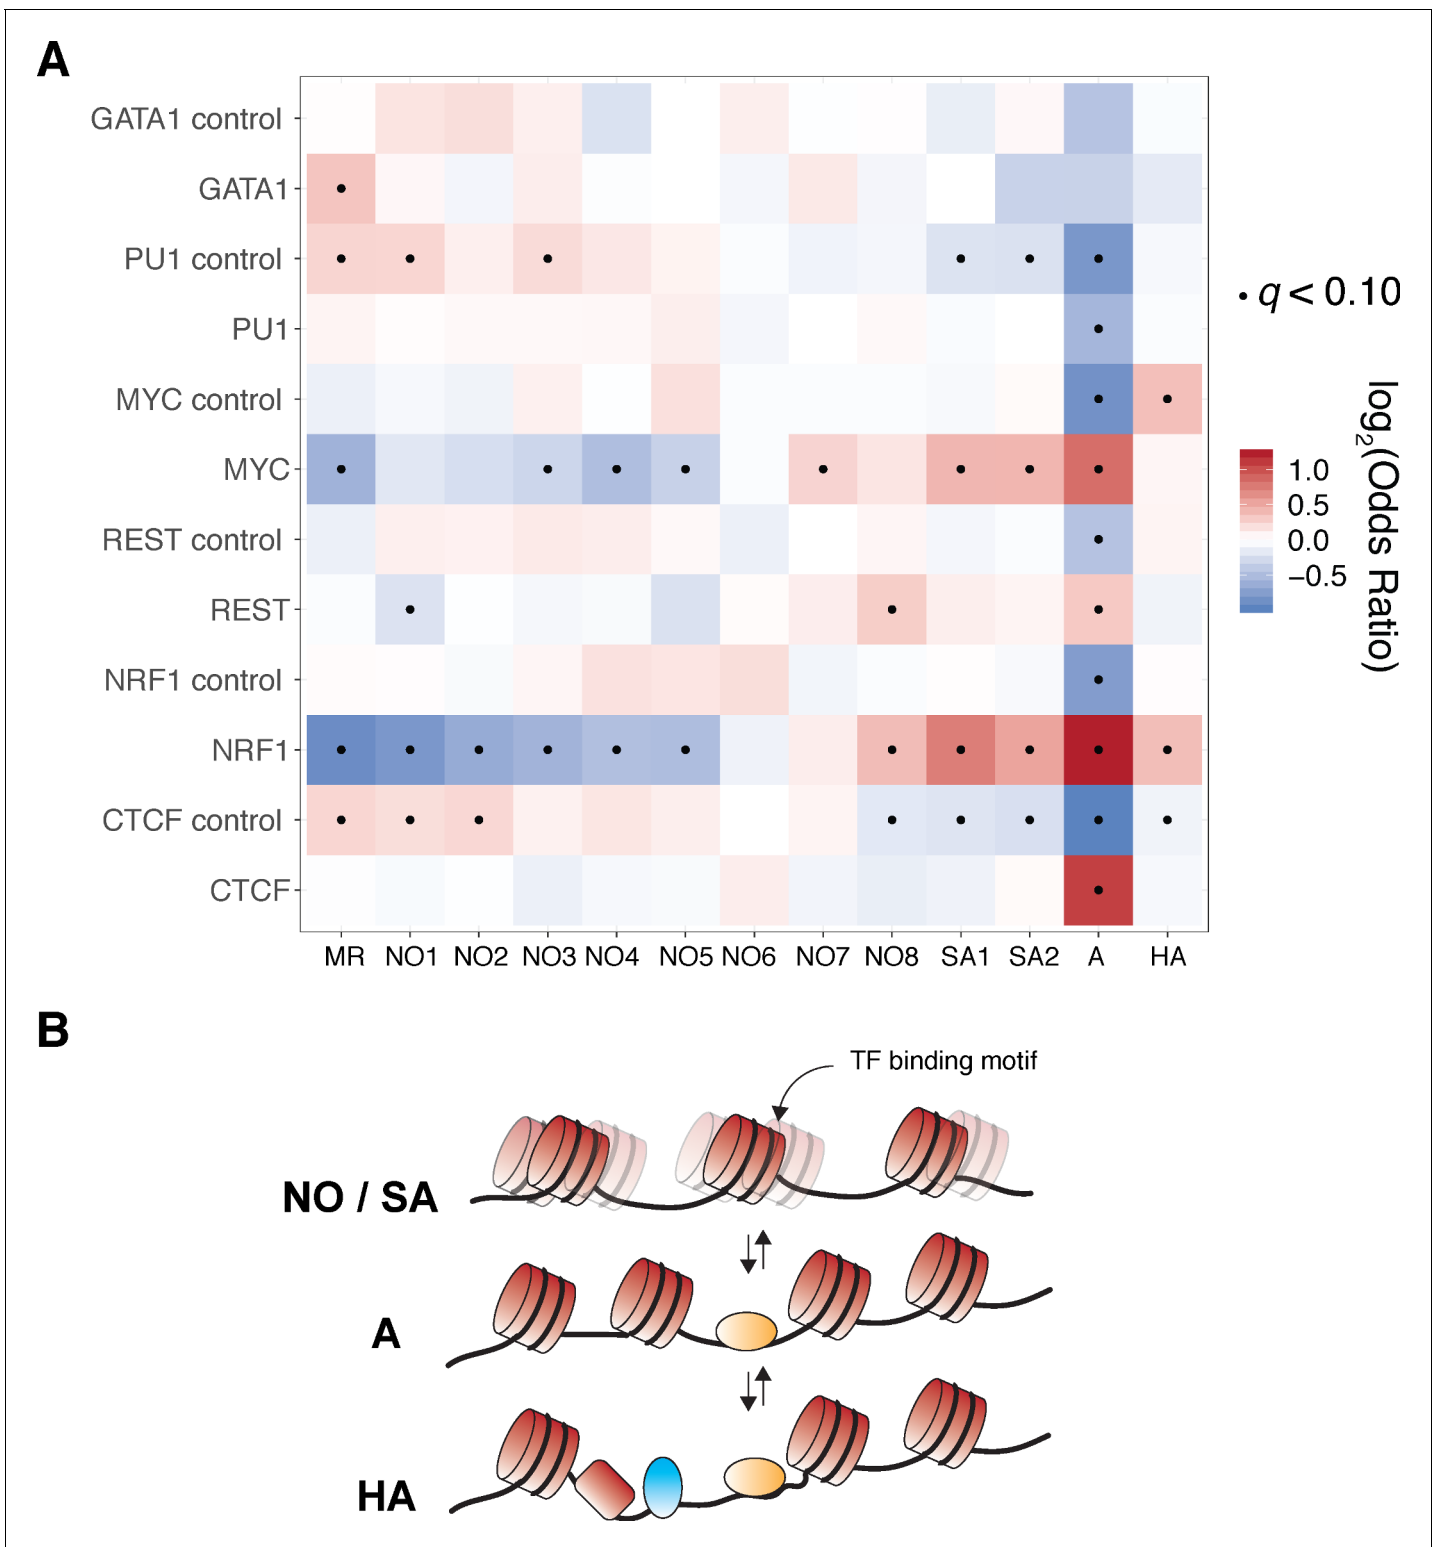 A
GATA1 control
GATA1
PU1 control
PU1
MYC control
MYC
REST control
REST
NRF1 control
NRF1
CTCF control
CTCF
MR NO1 NO2 NO3 NO4 NO5 NO6 NO7 NO8 SA1 SA2 A HA
• q < 0.10
log2(Odds Ratio)
1.0
0.5
0.0
−0.5
B
TF binding motif
NO / SA
A
HA